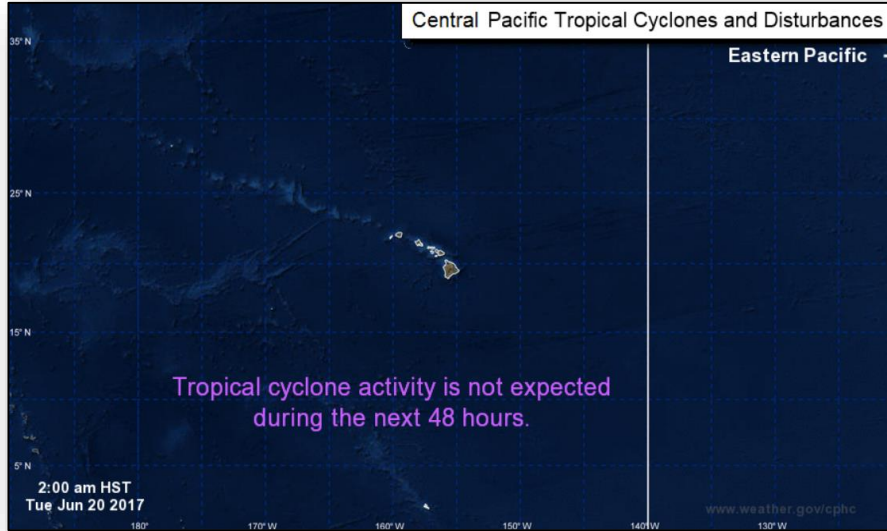 Central Pacific Tropical Cyclones and Disturbances
35° N
Eastern Pacific
25° N
15° N
Tropical cyclone activity is not expected
during the next 48 hours.
5° N
2:00 am HST
Tue Jun 20 2017
www.weather.gov/cphc
180° 170° W 160° W 150° W 140° W 130° W